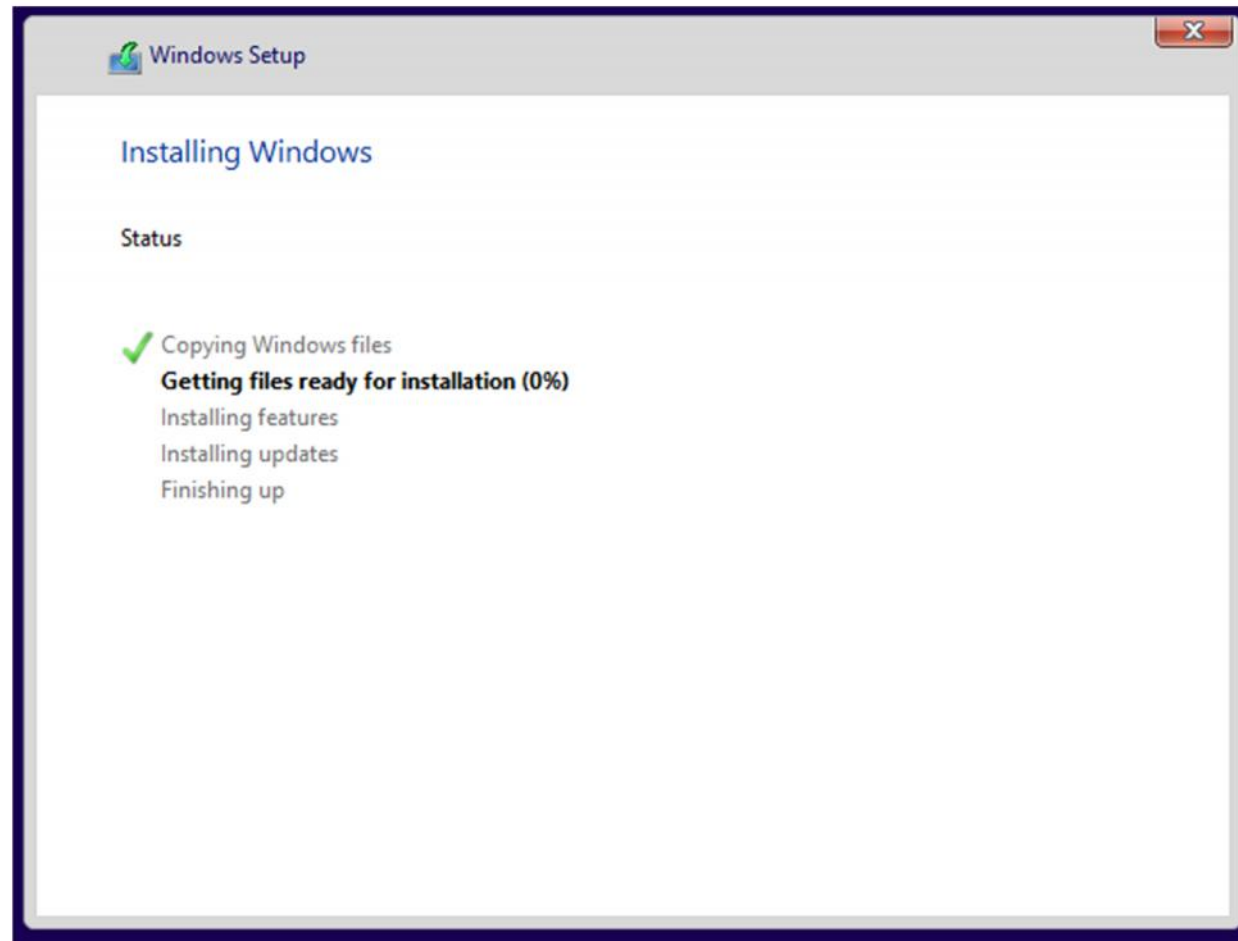 Windows Setup
Installing Windows
Status
Copying Windows files
Getting files ready for installation (0%)
Installing features
Installing updates
Finishing up